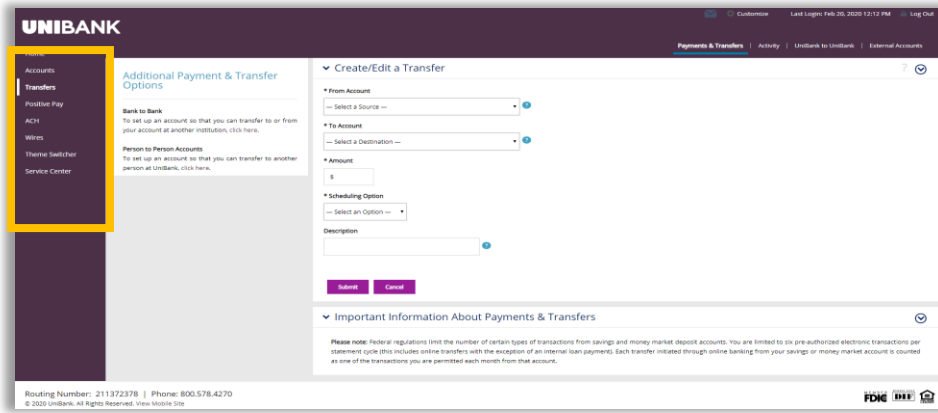 UNIBANK
Customize Last Login: Feb 20, 2020 12:12 PM Log Out
Payments & Transfers | Activity | UniBank to UniBank | External Accounts
Home
Accounts
Transfers
Positive Pay
ACH
Wires
Theme Switcher
Service Center
Additional Payment & Transfer
Options
Bank to Bank
To set up an account so that you can transfer to or from
your account at another institution, click here.
Person to Person Accounts
To set up an account so that you can transfer to another
person at UniBank, click here.
Create/Edit a Transfer
?
* From Account
— Select a Source —
?
* To Account
— Select a Destination —
?
* Amount
$
* Scheduling Option
— Select an Option —
Description
?
Submit Cancel
Important Information About Payments & Transfers
Please note: Federal regulations limit the number of certain types of transactions from savings and money market deposit accounts. You are limited to six pre-authorized electronic transactions per
statement cycle (this includes online transfers with the exception of an internal loan payment). Each transfer initiated through online banking from your savings or money market account is counted
as one of the transactions you are permitted each month from that account.
Routing Number: 211372378 | Phone: 800.578.4270
© 2020 UniBank. All Rights Reserved. View Mobile Site
FDIC DIF